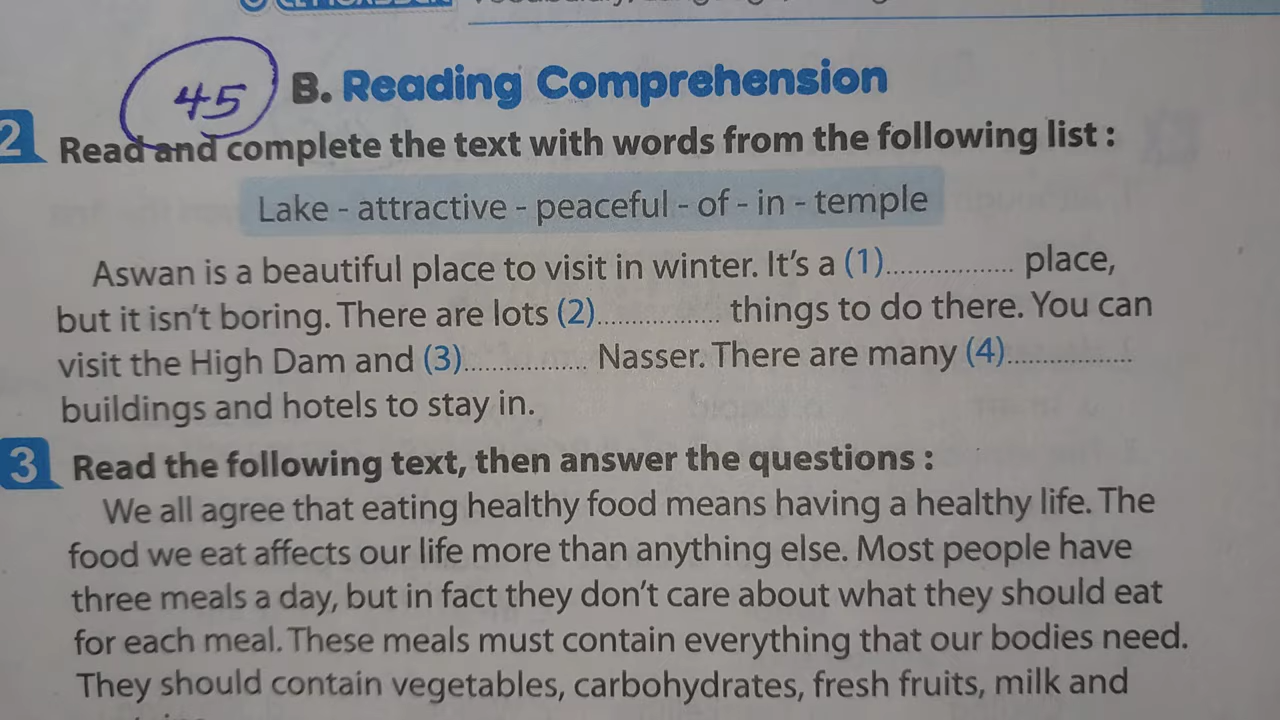 45
B. Reading Comprehension
2 Read and complete the text with words from the following list :
Lake - attractive - peaceful - of - in - temple
Aswan is a beautiful place to visit in winter. It's a (1).................. place,
but it isn't boring. There are lots (2).................. things to do there. You can
visit the High Dam and (3).................. Nasser. There are many (4)..................
buildings and hotels to stay in.
3 Read the following text, then answer the questions :
We all agree that eating healthy food means having a healthy life. The
food we eat affects our life more than anything else. Most people have
three meals a day, but in fact they don't care about what they should eat
for each meal. These meals must contain everything that our bodies need.
They should contain vegetables, carbohydrates, fresh fruits, milk and